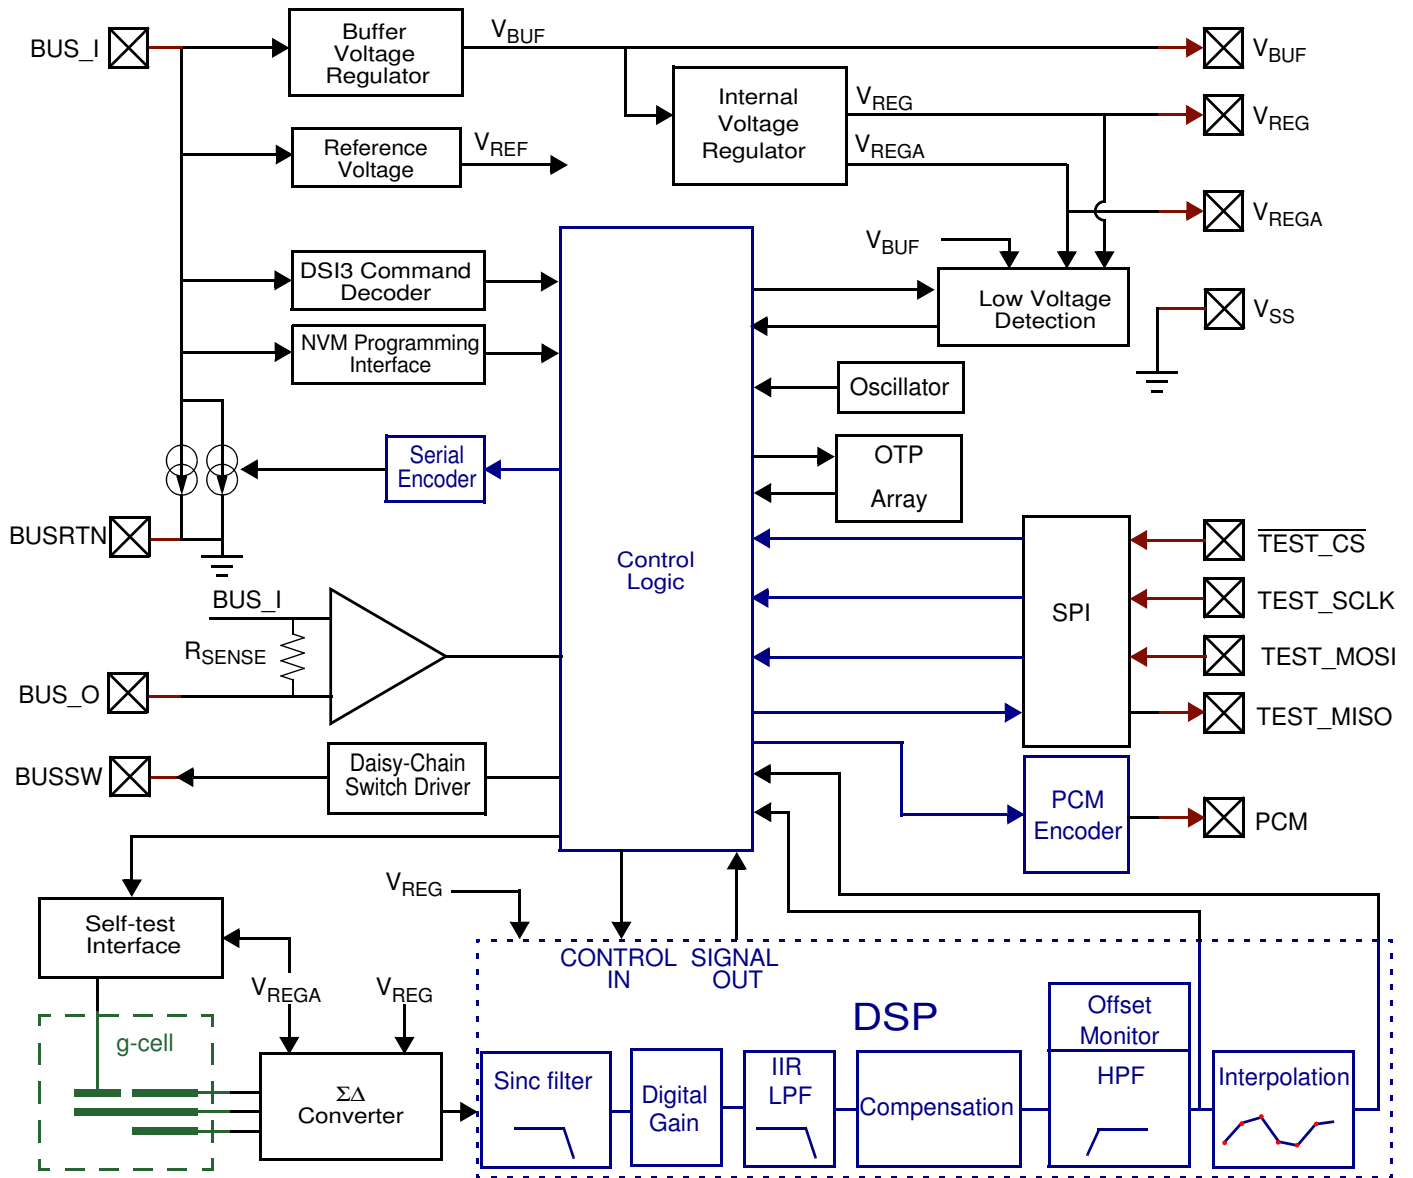 BUS_I
Buffer
Voltage
Regulator
VBUF
VBUF
Internal
Voltage
Regulator
VREG
VREGA
VREG
Reference
Voltage
VREF
VREGA
VBUF
DSI3 Command
Decoder
Low Voltage
Detection
VSS
NVM Programming
Interface
Oscillator
Serial
Encoder
OTP
Array
BUSRTN
Control
Logic
TEST_CS
BUS_I
TEST_SCLK
SPI
RSENSE
TEST_MOSI
BUS_O
TEST_MISO
BUSSW
Daisy-Chain
Switch Driver
PCM
Encoder
PCM
VREG
Self-test
Interface
CONTROL
IN
SIGNAL
OUT
VREGA
VREG
DSP
Offset
Monitor
g-cell
ΣΔ
Converter
Sinc filter
Digital
Gain
IIR
LPF
Compensation
HPF
Interpolation